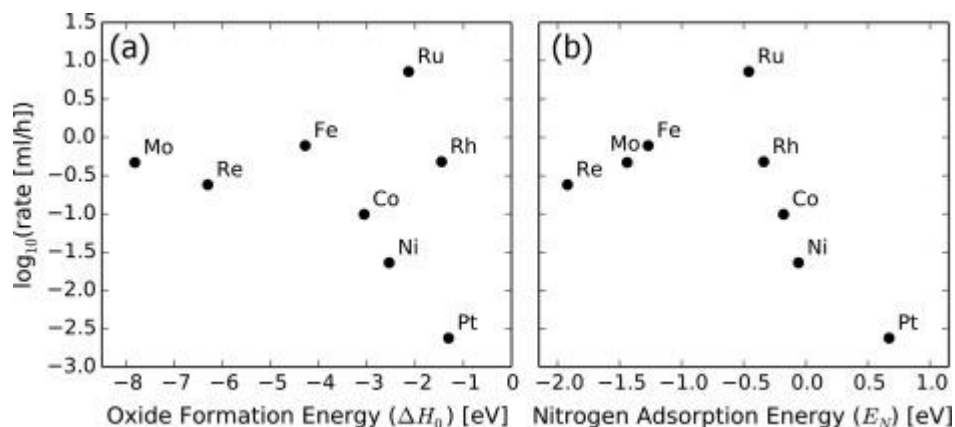 (a)
(b)
log₁₀(rate [ml/h])
1.5
1.0
0.5
0.0
−0.5
−1.0
−1.5
−2.0
−2.5
−3.0
Ru
Fe
Mo
Rh
Re
Co
Ni
Pt
Ru
Fe
Mo
Rh
Re
Co
Ni
Pt
−8 −7 −6 −5 −4 −3 −2 −1 0
−2.0 −1.5 −1.0 −0.5 0.0 0.5 1.0
Oxide Formation Energy (ΔH₀) [eV]
Nitrogen Adsorption Energy (E_N) [eV]